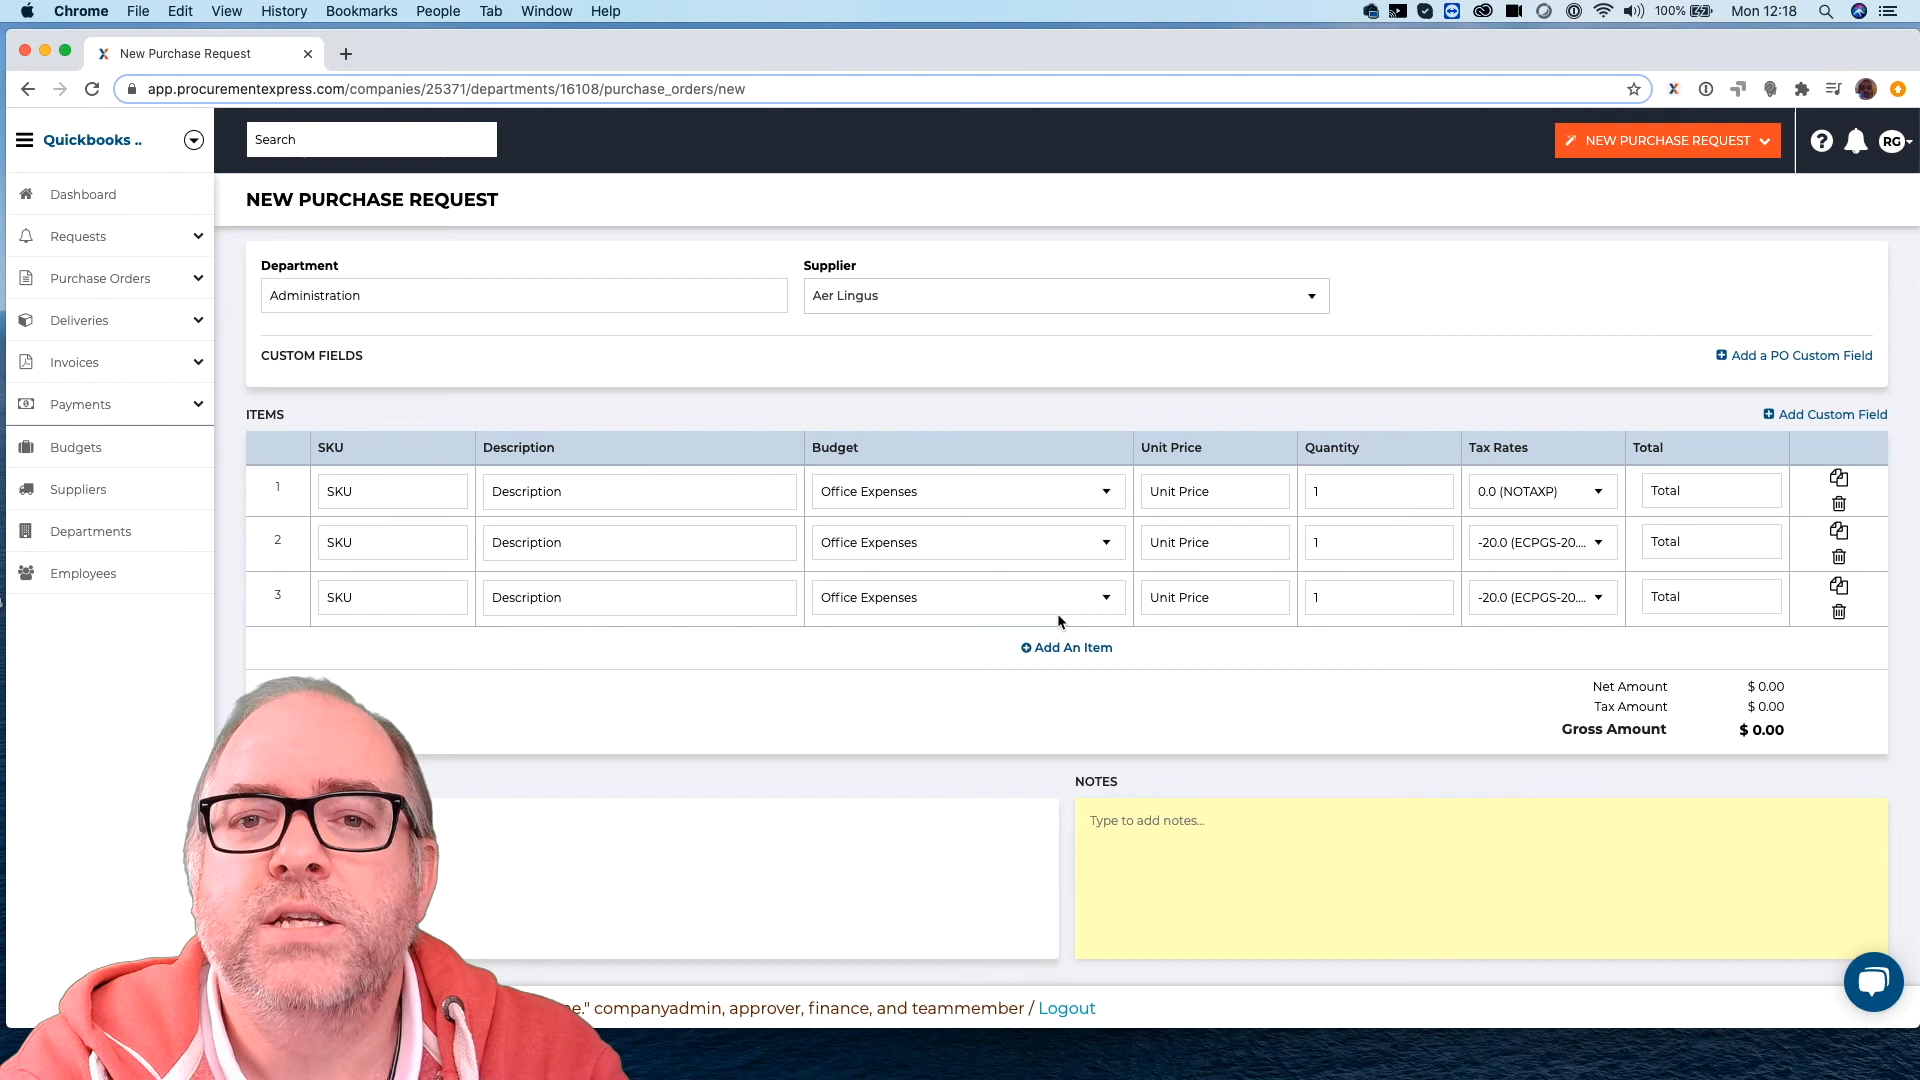 Chrome File Edit View History Bookmarks People Tab Window Help 100% Mon 12:18
New Purchase Request
app.procurementexpress.com/companies/25371/departments/16108/purchase_orders/new
Quickbooks ..
Search
NEW PURCHASE REQUEST
RG
Dashboard
Requests
Purchase Orders
Deliveries
Invoices
Payments
Budgets
Suppliers
Departments
Employees
NEW PURCHASE REQUEST
Department Supplier
Administration Aer Lingus
CUSTOM FIELDS Add a PO Custom Field
ITEMS Add Custom Field
SKU Description Budget Unit Price Quantity Tax Rates Total
1 SKU Description Office Expenses Unit Price 1 0.0 (NOTAXP) Total
2 SKU Description Office Expenses Unit Price 1 -20.0 (ECPGS-20.... Total
3 SKU Description Office Expenses Unit Price 1 -20.0 (ECPGS-20.... Total
Add An Item
Net Amount $ 0.00
Tax Amount $ 0.00
Gross Amount $ 0.00
NOTES
Type to add notes...
companyadmin, approver, finance, and teammember / Logout